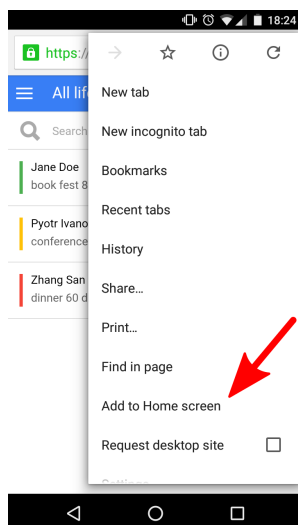 18:24
https://
New tab
All lif
New incognito tab
Search
Bookmarks
Jane Doe
book fest 8
Recent tabs
Pyotr Ivano
conference
History
Share...
Zhang San
dinner 60 d
Print...
Find in page
Add to Home screen
Request desktop site
Settings